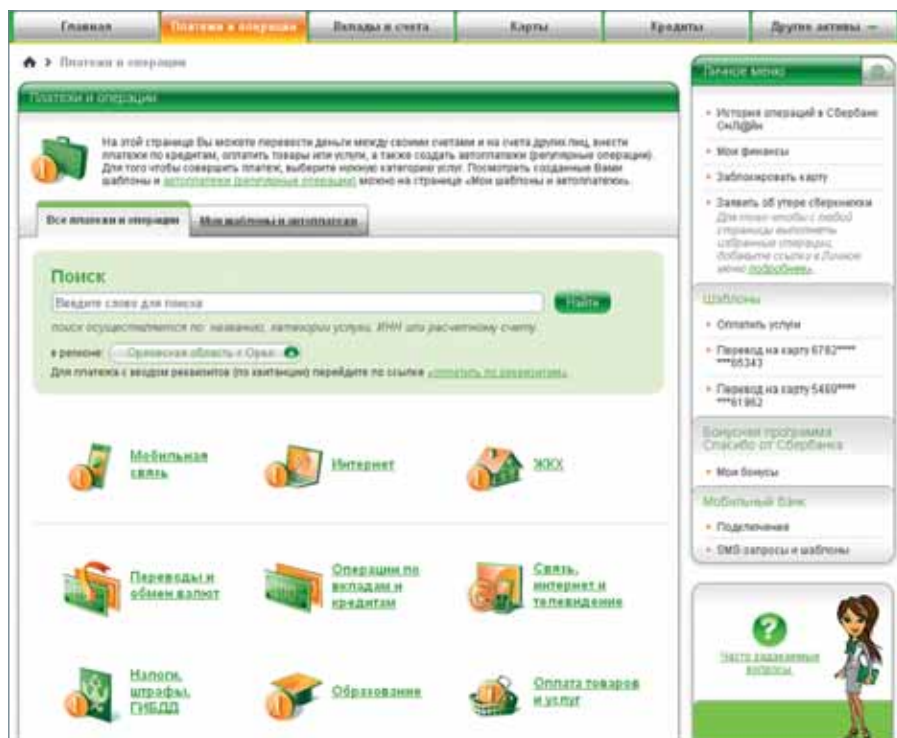 Главная
Платежи и операции
Вклады и счета
Карты
Кредиты
Другие активы
Платежи и операции
Платежи и операции
На этой странице Вы можете перевести деньги между своими счетами и на счета других лиц, внести
платежи по кредитам, оплатить товары или услуги, а также создать автоплатежи (регулярные операции).
Для того чтобы совершить платеж, выберите нужную категорию услуг. Посмотреть созданные Вами
шаблоны и автоплатежи (регулярные операции) можно на странице «Мои шаблоны и автоплатежи».
Все платежи и операции
Мои шаблоны и автоплатежи
Поиск
Введите слово для поиска
Найти
поиск осуществляется по: названию, категории услуги, ИНН или расчетному счету
в регионе: Орловская область г Орел
Для платежа с вводом реквизитов (по квитанции) перейдите по ссылке «оплатить по реквизитам».
Мобильная
связь
Интернет
ЖКХ
Переводы и
обмен валют
Операции по
вкладам и
кредитам
Связь,
интернет и
телевидение
Налоги,
штрафы,
ГИБДД
Образование
Оплата товаров
и услуг
Личное меню
История операций в Сбербанк
ОнЛ@йн
Мои финансы
Заблокировать карту
Заявить об утере сберкнижки
Для того чтобы с любой
страницы выполнять
избранные операции,
добавьте ссылки в Личное
меню подробнее».
Шаблоны
Оплатить услуги
Перевод на карту 6762****
***65343
Перевод на карту 5469****
***61962
Бонусная программа
Спасибо от Сбербанка
Мои бонусы
Мобильный банк
Подключения
SMS-запросы и шаблоны
Часто задаваемые
вопросы